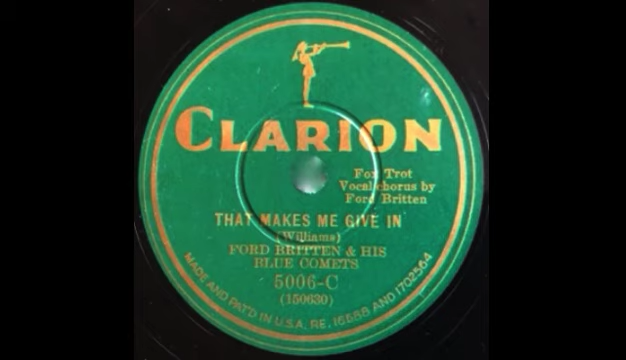 CLARION
Fox Trot
Vocal chorus by
Ford Britten
THAT MAKES ME GIVE IN
(Williams)
FORD BRITTEN & HIS
BLUE COMETS
5006-C
(150630)
MADE AND PAT'D IN U.S.A. RE. 16588 AND 1702564